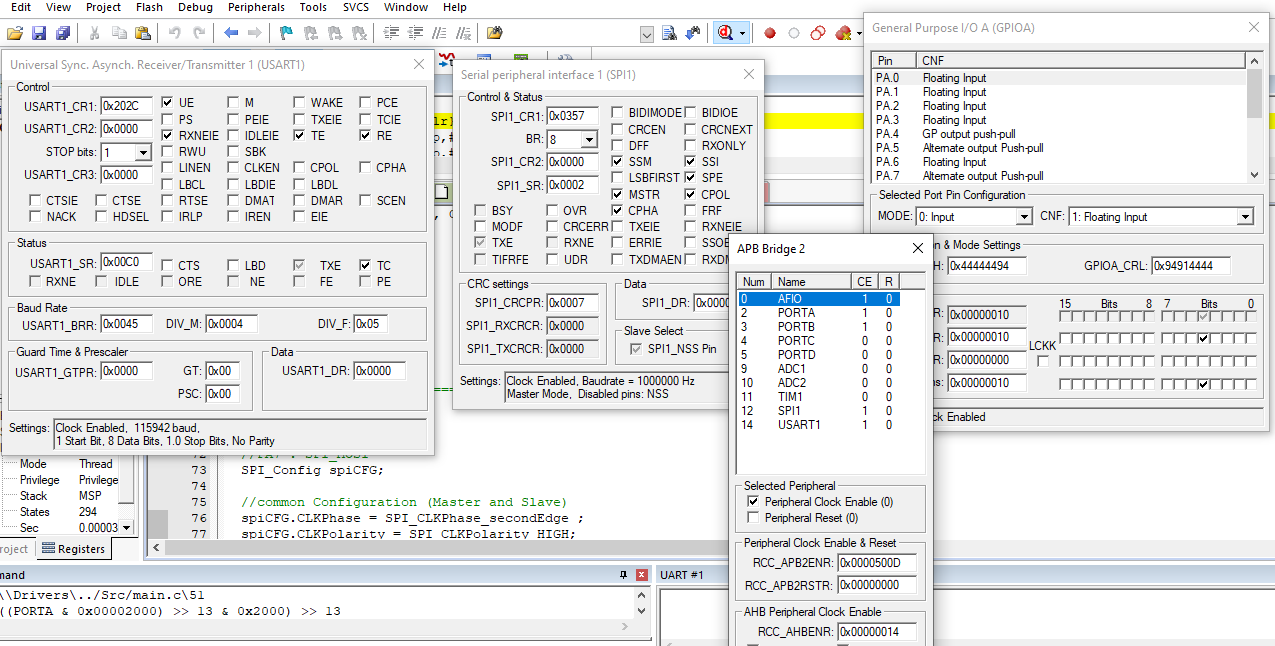 Edit View Project Flash Debug Peripherals Tools SVCS Window Help
Universal Sync. Asynch. Receiver/Transmitter 1 (USART1)
Control
USART1_CR1: 0x202C UE M WAKE PCE
PS PEIE TXEIE TCIE
USART1_CR2: 0x0000
RXNEIE IDLEIE TE RE
STOP bits: 1 RWU SBK
LINEN CLKEN CPOL CPHA
USART1_CR3: 0x0000
LBCL LBDIE LBDL
CTSIE CTSE RTSE DMAT DMAR SCEN
NACK HDSEL IRLP IREN EIE
Status
USART1_SR: 0x00C0 CTS LBD TXE TC
RXNE IDLE ORE NE FE PE
Baud Rate
USART1_BRR: 0x0045 DIV_M: 0x0004 DIV_F: 0x05
Guard Time & Prescaler
USART1_GTPR: 0x0000 GT: 0x00
PSC: 0x00
Data
USART1_DR: 0x0000
Settings: Clock Enabled, 115942 baud,
1 Start Bit, 8 Data Bits, 1.0 Stop Bits, No Parity
Serial peripheral interface 1 (SPI1)
Control & Status
SPI1_CR1: 0x0357 BIDIMODE BIDIOE
CRCEN CRCNEXT
BR: 8 DFF RXONLY
SPI1_CR2: 0x0000 SSM SSI
LSBFIRST SPE
SPI1_SR: 0x0002
MSTR CPOL
BSY OVR CPHA FRF
MODF CRCERR TXEIE RXNEIE
TXE RXNE ERRIE SSOE
TIFRFE UDR TXDMAEN RXDM
CRC settings
SPI1_CRCPR: 0x0007
SPI1_RXCRCR: 0x0000
SPI1_TXCRCR: 0x0000
Data
SPI1_DR: 0x000
Slave Select
SPI1_NSS Pin
Settings: Clock Enabled, Baudrate = 1000000 Hz
Master Mode, Disabled pins: NSS
General Purpose I/O A (GPIOA)
Pin CNF
PA.0 Floating Input
PA.1 Floating Input
PA.2 Floating Input
PA.3 Floating Input
PA.4 GP output push-pull
PA.5 Alternate output Push-pull
PA.6 Floating Input
PA.7 Alternate output Push-pull
Selected Port Pin Configuration
MODE: 0: Input CNF: 1: Floating Input
n & Mode Settings
H: 0x44444494 GPIOA_CRL: 0x94914444
15 Bits 8 7 Bits 0
R: 0x00000010
R: 0x00000010
LCKK
R: 0x00000000
ns: 0x00000010
ck Enabled
APB Bridge 2
Num Name CE R
0 AFIO 1 0
2 PORTA 1 0
3 PORTB 1 0
4 PORTC 0 0
5 PORTD 0 0
9 ADC1 0 0
10 ADC2 0 0
11 TIM1 0 0
12 SPI1 1 0
14 USART1 1 0
Selected Peripheral
Peripheral Clock Enable (0)
Peripheral Reset (0)
Peripheral Clock Enable & Reset
RCC_APB2ENR: 0x0000500D
RCC_APB2RSTR: 0x00000000
AHB Peripheral Clock Enable
RCC_AHBENR: 0x00000014
Mode Thread
Privilege Privilege
Stack MSP
States 294
Sec 0.00003
roject Registers
72 //PA7 : SPI_MOSI
73 SPI_Config spiCFG;
74
75 //common Configuration (Master and Slave)
76 spiCFG.CLKPhase = SPI_CLKPhase_secondEdge ;
77 spiCFG.CLKPolarity = SPI_CLKPolarity_HIGH;
mand
\\Drivers\../Src/main.c\51
((PORTA & 0x00002000) >> 13 & 0x2000) >> 13
UART #1